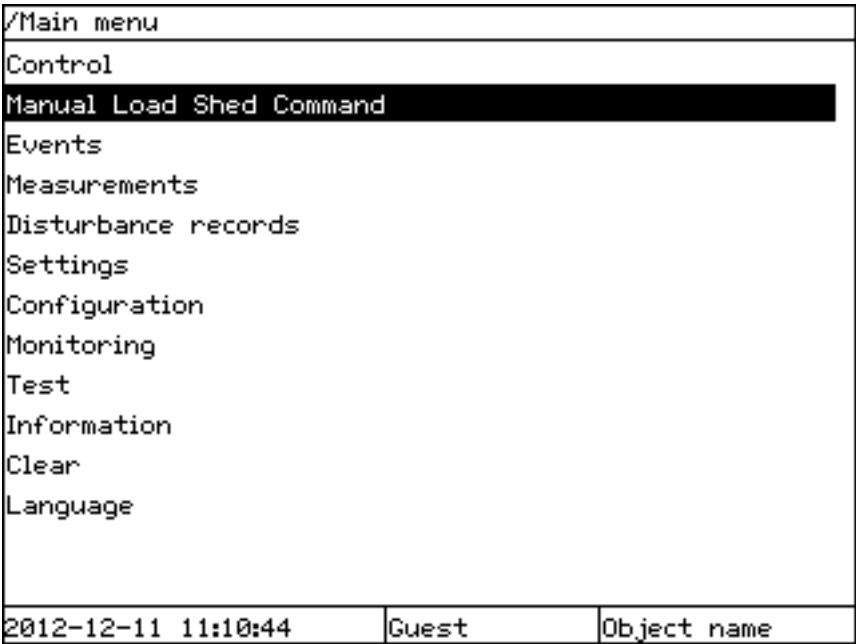 /Main menu
Control
Manual Load Shed Command
Events
Measurements
Disturbance records
Settings
Configuration
Monitoring
Test
Information
Clear
Language
2012-12-11 11:10:44 Guest Object name